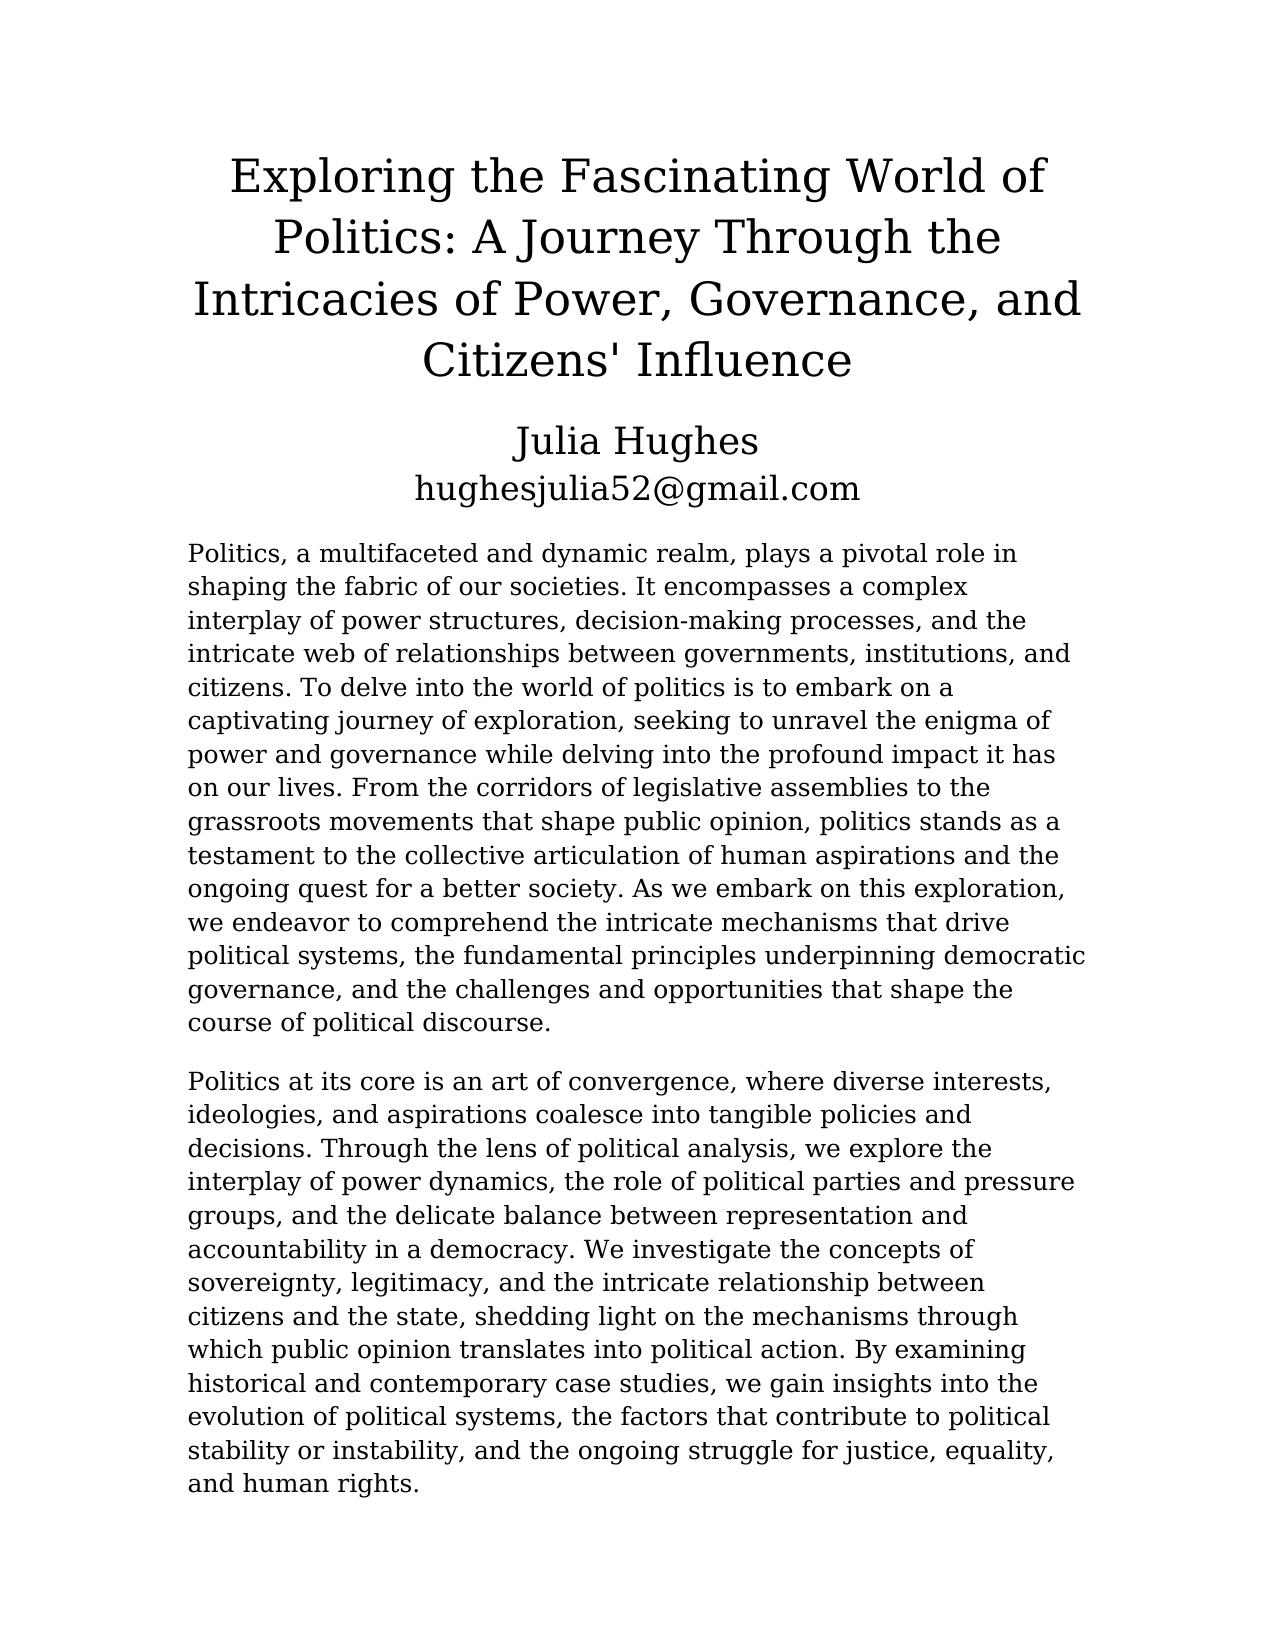 Exploring the Fascinating World of
Politics: A Journey Through the
Intricacies of Power, Governance, and
Citizens' Influence
Julia Hughes
hughesjulia52@gmail.com
Politics, a multifaceted and dynamic realm, plays a pivotal role in
shaping the fabric of our societies. It encompasses a complex
interplay of power structures, decision-making processes, and the
intricate web of relationships between governments, institutions, and
citizens. To delve into the world of politics is to embark on a
captivating journey of exploration, seeking to unravel the enigma of
power and governance while delving into the profound impact it has
on our lives. From the corridors of legislative assemblies to the
grassroots movements that shape public opinion, politics stands as a
testament to the collective articulation of human aspirations and the
ongoing quest for a better society. As we embark on this exploration,
we endeavor to comprehend the intricate mechanisms that drive
political systems, the fundamental principles underpinning democratic
governance, and the challenges and opportunities that shape the
course of political discourse.
Politics at its core is an art of convergence, where diverse interests,
ideologies, and aspirations coalesce into tangible policies and
decisions. Through the lens of political analysis, we explore the
interplay of power dynamics, the role of political parties and pressure
groups, and the delicate balance between representation and
accountability in a democracy. We investigate the concepts of
sovereignty, legitimacy, and the intricate relationship between
citizens and the state, shedding light on the mechanisms through
which public opinion translates into political action. By examining
historical and contemporary case studies, we gain insights into the
evolution of political systems, the factors that contribute to political
stability or instability, and the ongoing struggle for justice, equality,
and human rights.